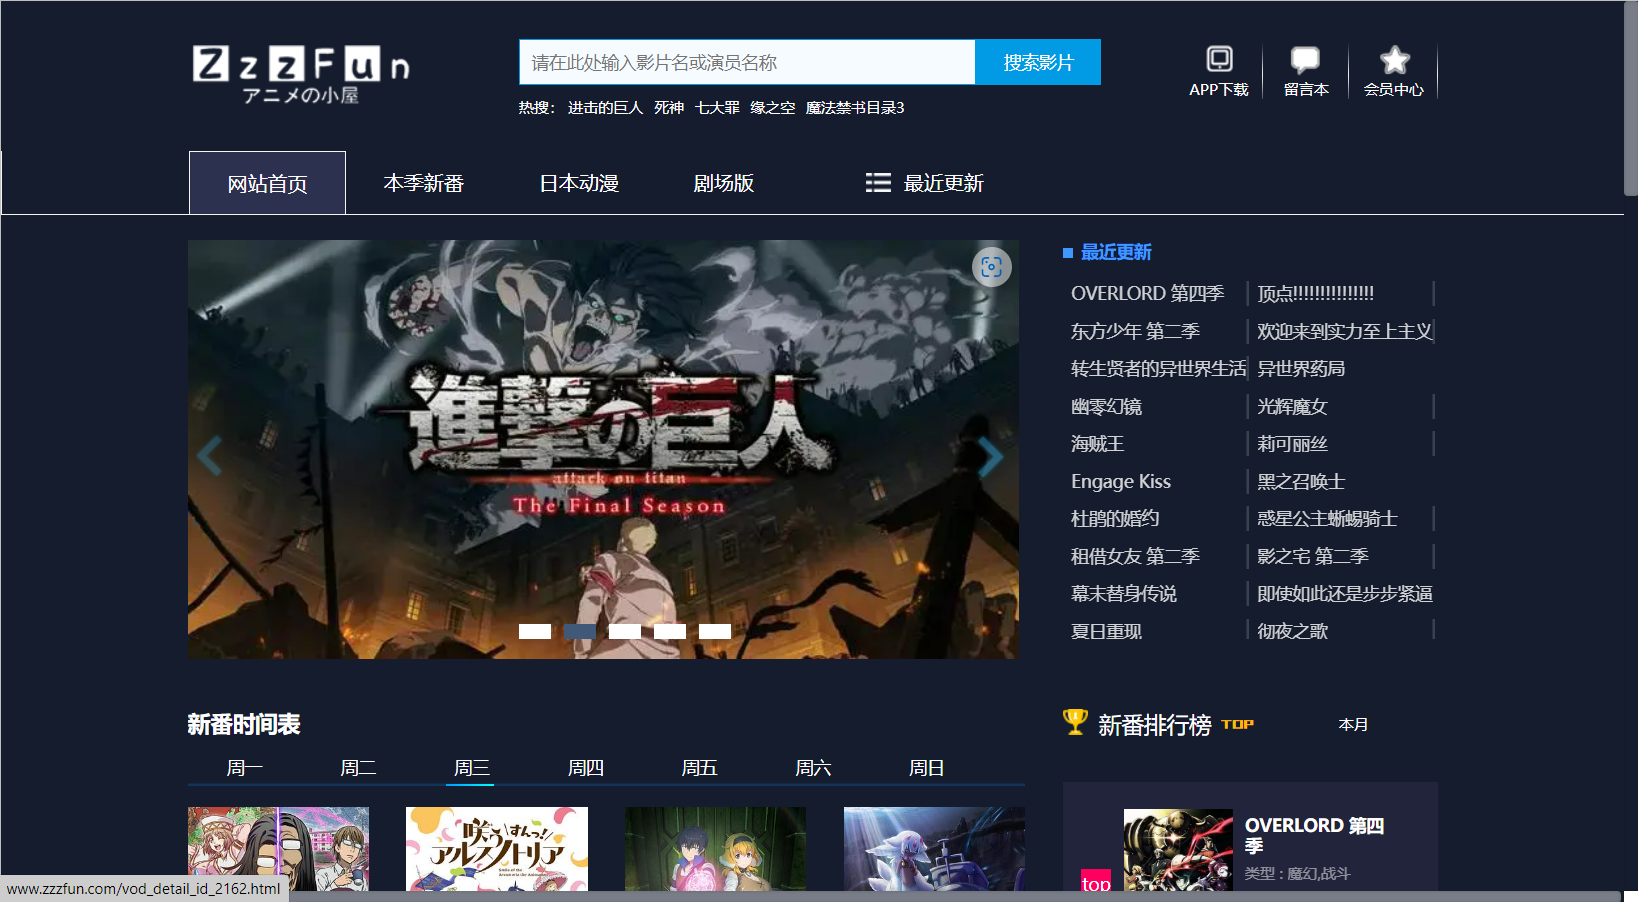 ZzzFun
アニメの小屋
请在此处输入影片名或演员名称
搜索影片
热搜： 进击的巨人 死神 七大罪 缘之空 魔法禁书目录3
APP下载
留言本
会员中心
网站首页
本季新番
日本动漫
剧场版
最近更新
進撃の巨人
attack on titan
The Final Season
最近更新
OVERLORD 第四季
顶点!!!!!!!!!!!!!!!
东方少年 第二季
欢迎来到实力至上主义
转生贤者的异世界生活
异世界药局
幽零幻镜
光辉魔女
海贼王
莉可丽丝
Engage Kiss
黑之召唤士
杜鹃的婚约
惑星公主蜥蜴骑士
租借女友 第二季
影之宅 第二季
幕末替身传说
即使如此还是步步紧逼
夏日重现
彻夜之歌
新番时间表
周一
周二
周三
周四
周五
周六
周日
咲うアルスノトリアすんっ!
新番排行榜 TOP
本月
top
OVERLORD 第四
季
类型 : 魔幻,战斗
www.zzzfun.com/vod_detail_id_2162.html